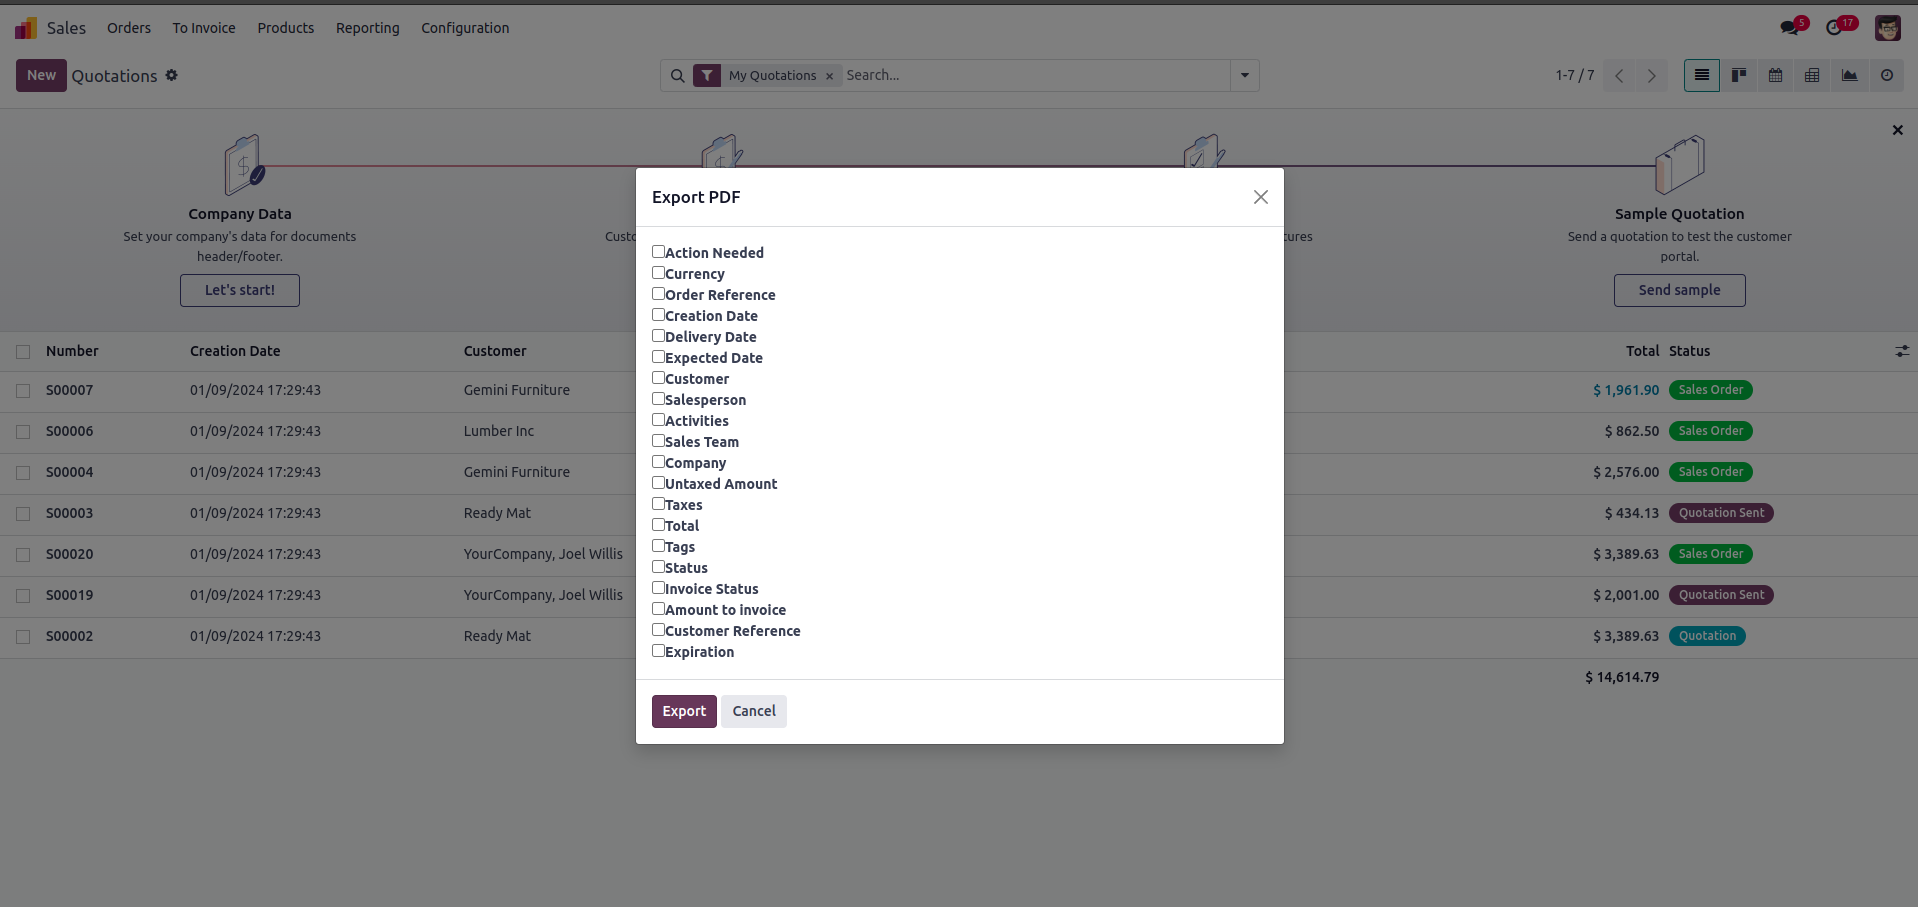 Sales Orders To Invoice Products Reporting Configuration 5 17
New Quotations My Quotations × Search... 1-7 / 7
Company Data
Set your company's data for documents
header/footer.
Let's start!
Sample Quotation
Send a quotation to test the customer
portal.
Send sample
Export PDF
Action Needed
Currency
Order Reference
Creation Date
Delivery Date
Expected Date
Customer
Salesperson
Activities
Sales Team
Company
Untaxed Amount
Taxes
Total
Tags
Status
Invoice Status
Amount to invoice
Customer Reference
Expiration
Export Cancel
Number Creation Date Customer Total Status
S00007 01/09/2024 17:29:43 Gemini Furniture $ 1,961.90 Sales Order
S00006 01/09/2024 17:29:43 Lumber Inc $ 862.50 Sales Order
S00004 01/09/2024 17:29:43 Gemini Furniture $ 2,576.00 Sales Order
S00003 01/09/2024 17:29:43 Ready Mat $ 434.13 Quotation Sent
S00020 01/09/2024 17:29:43 YourCompany, Joel Willis $ 3,389.63 Sales Order
S00019 01/09/2024 17:29:43 YourCompany, Joel Willis $ 2,001.00 Quotation Sent
S00002 01/09/2024 17:29:43 Ready Mat $ 3,389.63 Quotation
$ 14,614.79